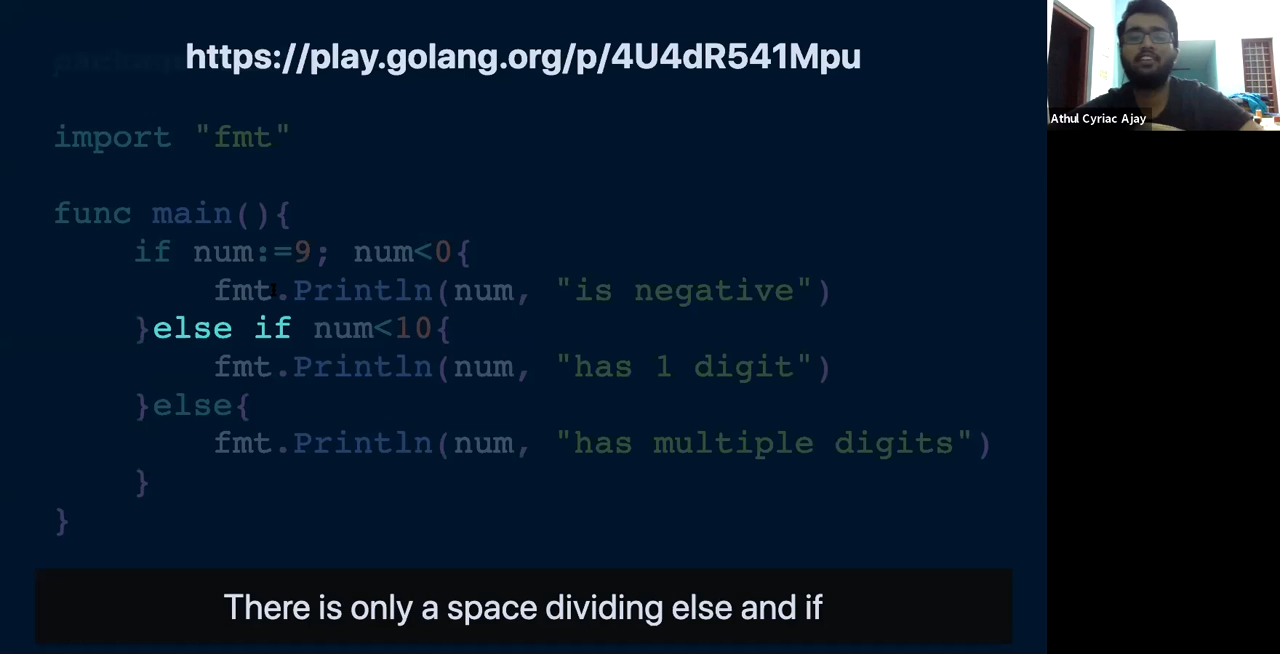 https://play.golang.org/p/4U4dR541Mpu
import "fmt"
func main(){
if num:=9; num<0{
fmt.Println(num, "is negative")
}else if num<10{
fmt.Println(num, "has 1 digit")
}else{
fmt.Println(num, "has multiple digits")
}
}
There is only a space dividing else and if
Athul Cyriac Ajay